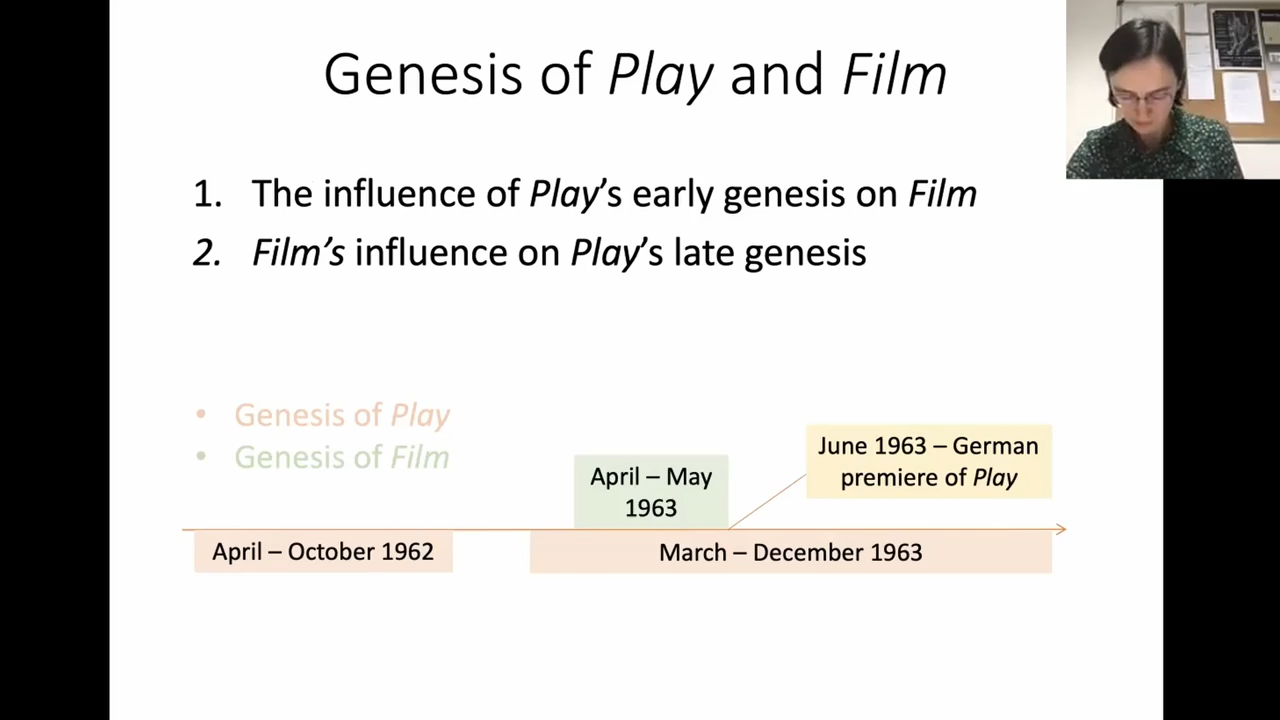 Genesis of Play and Film
1. The influence of Play’s early genesis on Film
2. Film’s influence on Play’s late genesis
• Genesis of Play
• Genesis of Film
April – May
1963
June 1963 – German
premiere of Play
April – October 1962
March – December 1963